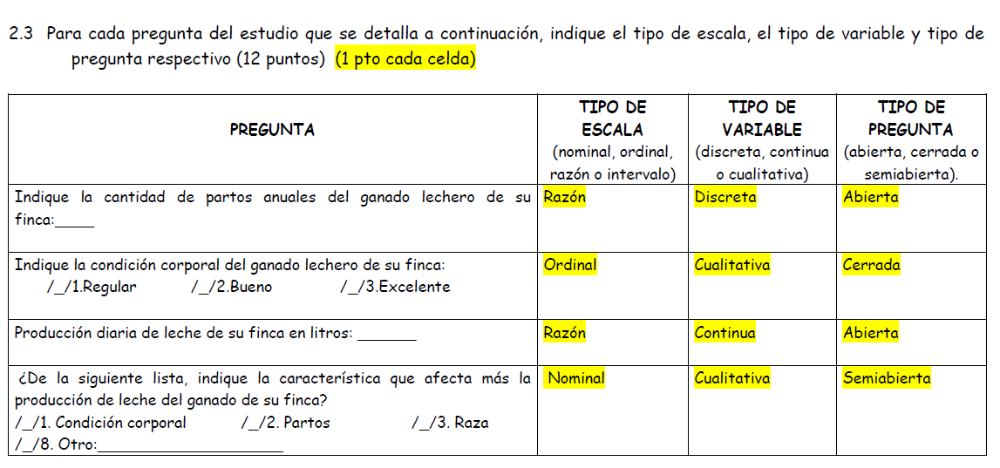 2.3 Para cada pregunta del estudio que se detalla a continuación, indique el tipo de escala, el tipo de variable y tipo de
pregunta respectivo (12 puntos) (1 pto cada celda)
PREGUNTA
TIPO DE
ESCALA
(nominal, ordinal,
razón o intervalo)
TIPO DE
VARIABLE
(discreta, continua
o cualitativa)
TIPO DE
PREGUNTA
(abierta, cerrada o
semiabierta).
Indique la cantidad de partos anuales del ganado lechero de su
finca:____
Razón
Discreta
Abierta
Indique la condición corporal del ganado lechero de su finca:
/_/1.Regular /_/2.Bueno /_/3.Excelente
Ordinal
Cualitativa
Cerrada
Producción diaria de leche de su finca en litros: ______
Razón
Continua
Abierta
¿De la siguiente lista, indique la característica que afecta más la
producción de leche del ganado de su finca?
/_/1. Condición corporal /_/2. Partos /_/3. Raza
/_/8. Otro:____________________
Nominal
Cualitativa
Semiabierta